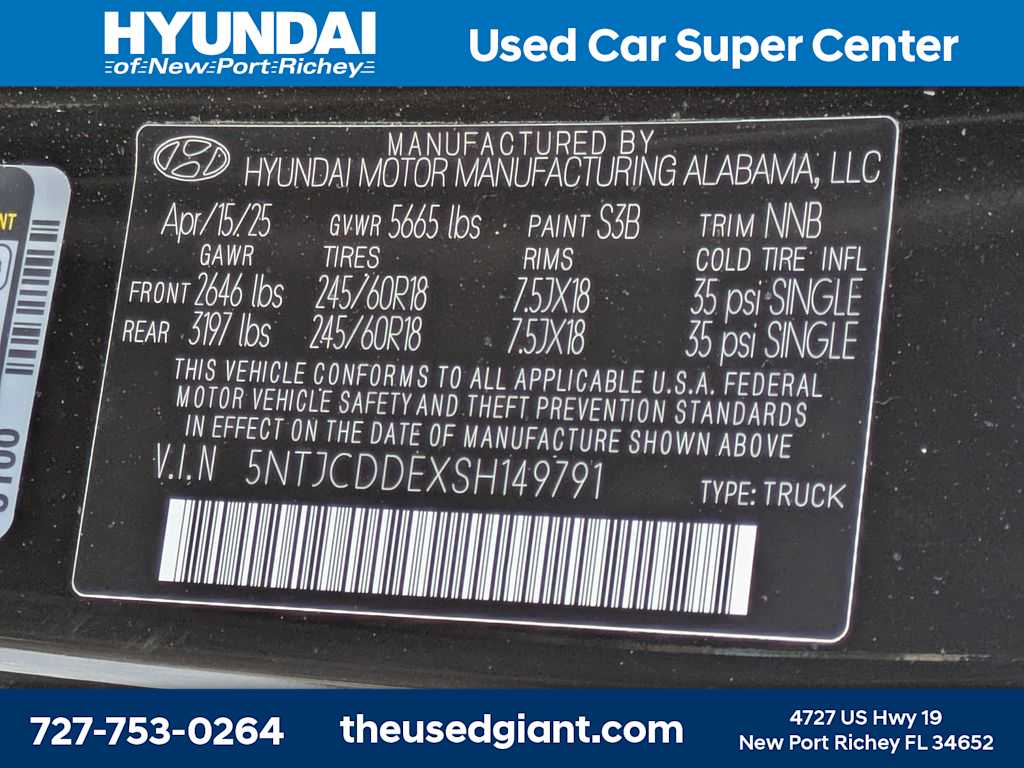 HYUNDAI
of New Port Richey
Used Car Super Center
MANUFACTURED BY
HYUNDAI MOTOR MANUFACTURING ALABAMA, LLC
Apr/15/25 GVWR 5665 lbs PAINT S3B TRIM NNB
GAWR TIRES RIMS COLD TIRE INFL
FRONT 2646 lbs 245/60R18 7.5JX18 35 psi SINGLE
REAR 3197 lbs 245/60R18 7.5JX18 35 psi SINGLE
THIS VEHICLE CONFORMS TO ALL APPLICABLE U.S.A. FEDERAL
MOTOR VEHICLE SAFETY AND THEFT PREVENTION STANDARDS
IN EFFECT ON THE DATE OF MANUFACTURE SHOWN ABOVE
V.I.N 5NTJCDDEXSH149791 TYPE: TRUCK
727-753-0264
theusedgiant.com
4727 US Hwy 19
New Port Richey FL 34652